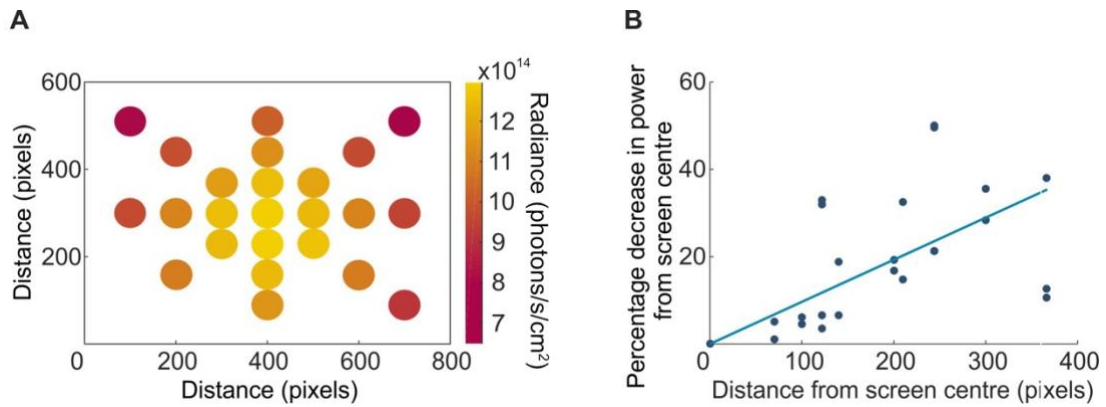 A
B
x10¹⁴
600
400
200
0
200
400
600
800
Distance (pixels)
Distance (pixels)
12
11
10
9
8
7
Radiance (photons/s/cm²)
60
40
20
0
100
200
300
400
Percentage decrease in power
from screen centre
Distance from screen centre (pixels)